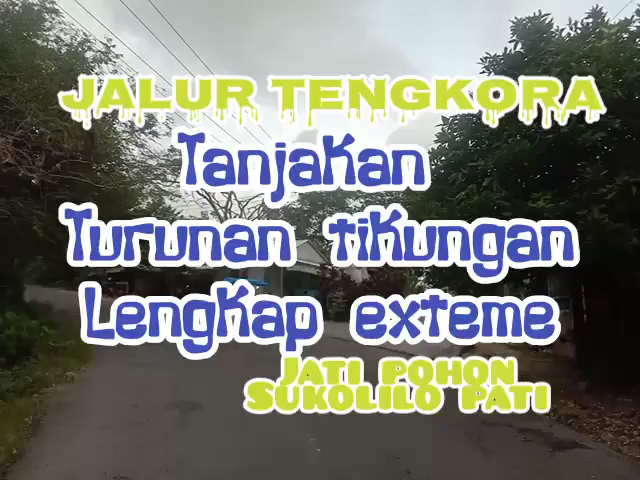 JALUR TENGKORA
TanjaKan
Turunan tiKungan
LengKap exteme
JATI POHON
SUKOLILO PATI